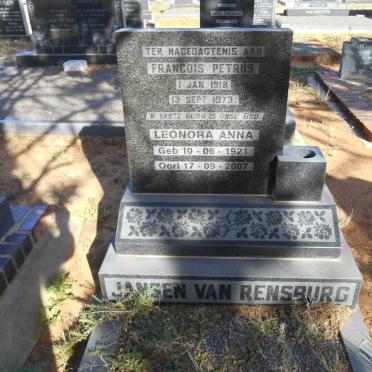 TER NAGEDAGTENIS AAN
FRANCOIS PETRUS
1 JAN. 1918
13 SEPT. 1973.
'N VASTE BURG IS ONSE GOD
LEONORA ANNA
Geb 10 - 06 - 1921
Oorl 17 - 09 - 2007
JANSEN VAN RENSBURG